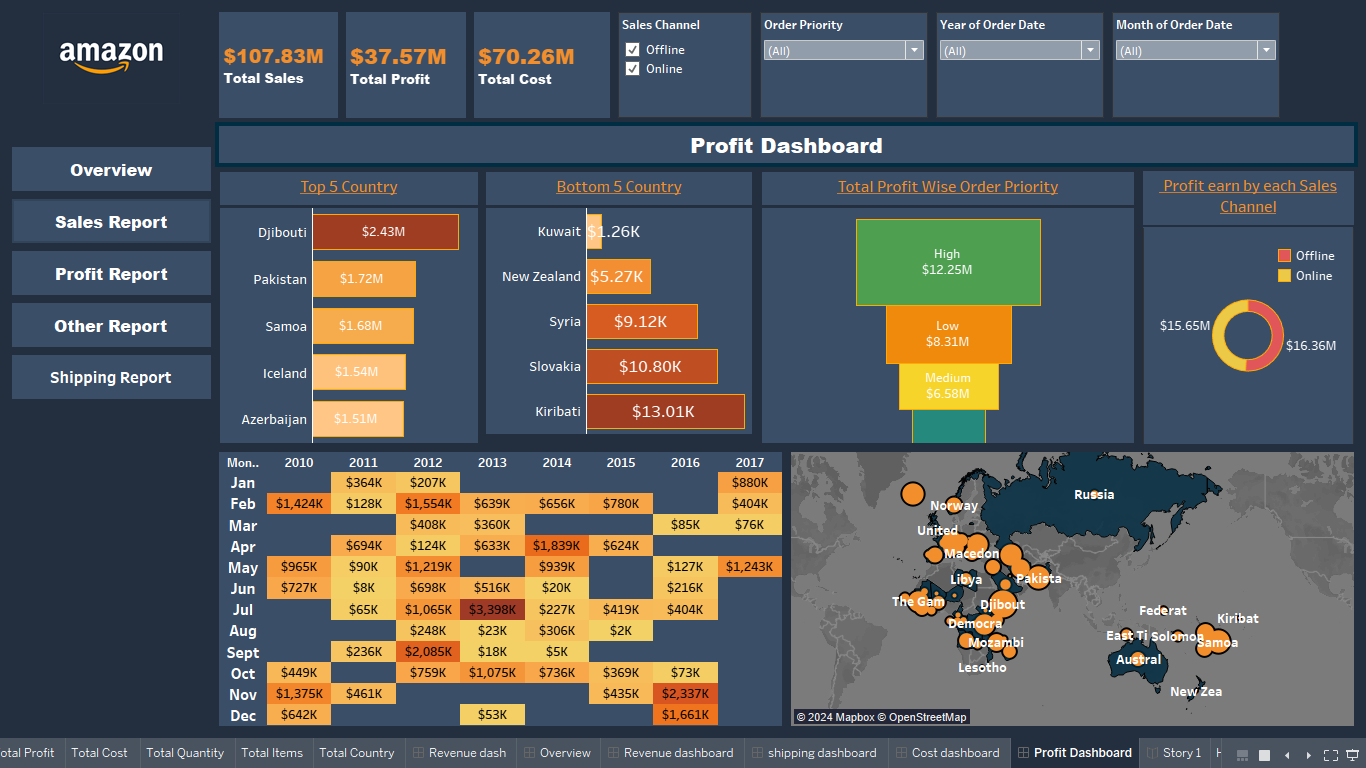 amazon
$107.83M
Total Sales
$37.57M
Total Profit
$70.26M
Total Cost
Sales Channel
Offline
Online
Order Priority
(All)
Year of Order Date
(All)
Month of Order Date
(All)
Profit Dashboard
Overview
Sales Report
Profit Report
Other Report
Shipping Report
Top 5 Country
Djibouti $2.43M
Pakistan $1.72M
Samoa $1.68M
Iceland $1.54M
Azerbaijan $1.51M
Bottom 5 Country
Kuwait $1.26K
New Zealand $5.27K
Syria $9.12K
Slovakia $10.80K
Kiribati $13.01K
Total Profit Wise Order Priority
High
$12.25M
Low
$8.31M
Medium
$6.58M
Profit earn by each Sales
Channel
Offline
Online
$15.65M
$16.36M
Mon.. 2010 2011 2012 2013 2014 2015 2016 2017
Jan $364K $207K $880K
Feb $1,424K $128K $1,554K $639K $656K $780K $404K
Mar $408K $360K $85K $76K
Apr $694K $124K $633K $1,839K $624K
May $965K $90K $1,219K $939K $127K $1,243K
Jun $727K $8K $698K $516K $20K $216K
Jul $65K $1,065K $3,398K $227K $419K $404K
Aug $248K $23K $306K $2K
Sept $236K $2,085K $18K $5K
Oct $449K $759K $1,075K $736K $369K $73K
Nov $1,375K $461K $435K $2,337K
Dec $642K $53K $1,661K
Russia
Norway
United
Macedon
Libya
Pakista
The Gam
Djibout
Democra
Mozambi
Lesotho
Federat
Kiribat
East Ti
Solomon
Samoa
Austral
New Zea
© 2024 Mapbox © OpenStreetMap
otal Profit Total Cost Total Quantity Total Items Total Country Revenue dash Overview Revenue dashboard shipping dashboard Cost dashboard Profit Dashboard Story 1